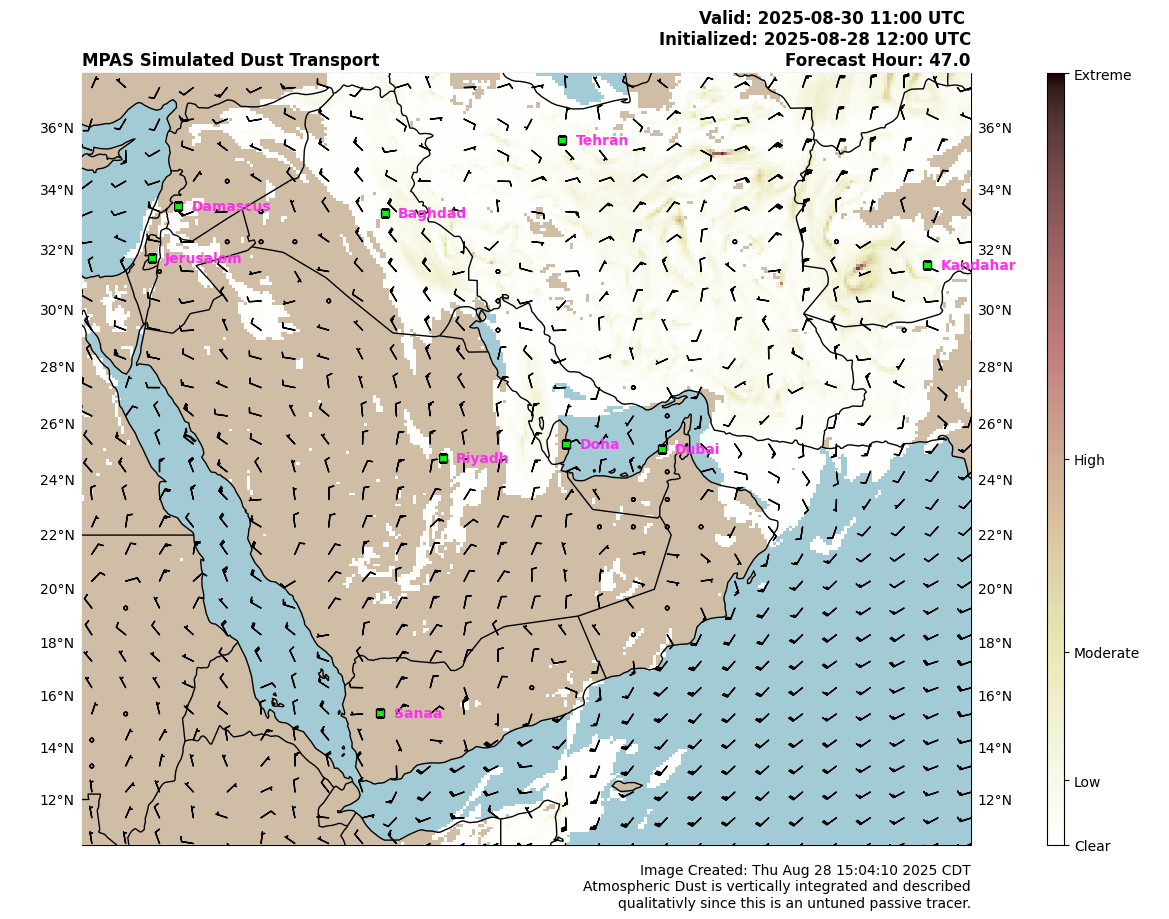 Valid: 2025-08-30 11:00 UTC
Initialized: 2025-08-28 12:00 UTC
MPAS Simulated Dust Transport Forecast Hour: 47.0
Extreme
36°N 36°N
Tehran
34°N 34°N
Damascus
Baghdad
32°N 32°N
Jerusalem
Kandahar
30°N 30°N
28°N 28°N
26°N 26°N
Doha
Dubai
Riyadh
High
24°N 24°N
22°N 22°N
20°N 20°N
18°N 18°N
Moderate
16°N 16°N
Sanaa
14°N 14°N
Low
12°N 12°N
Clear
Image Created: Thu Aug 28 15:04:10 2025 CDT
Atmospheric Dust is vertically integrated and described
qualitativly since this is an untuned passive tracer.